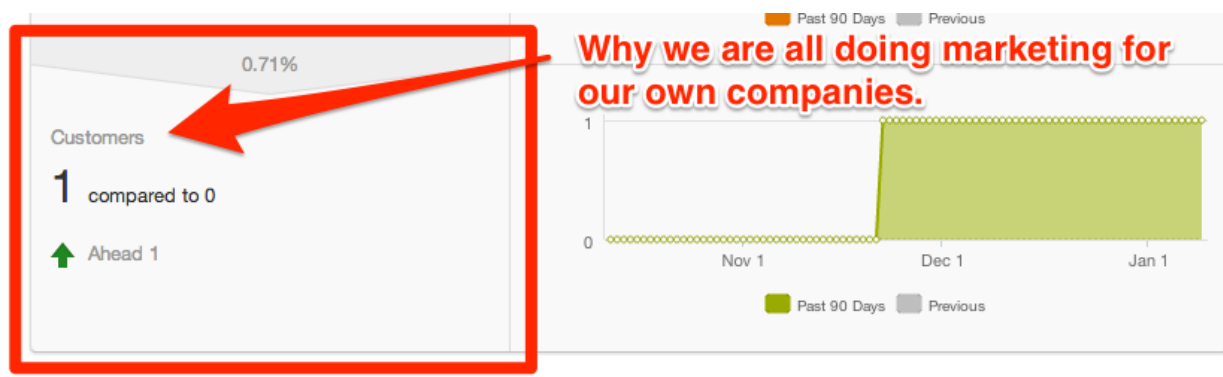 Past 90 Days Previous
Why we are all doing marketing for
our own companies.
0.71%
Customers
1 compared to 0
Ahead 1
1
0
Nov 1 Dec 1 Jan 1
Past 90 Days Previous